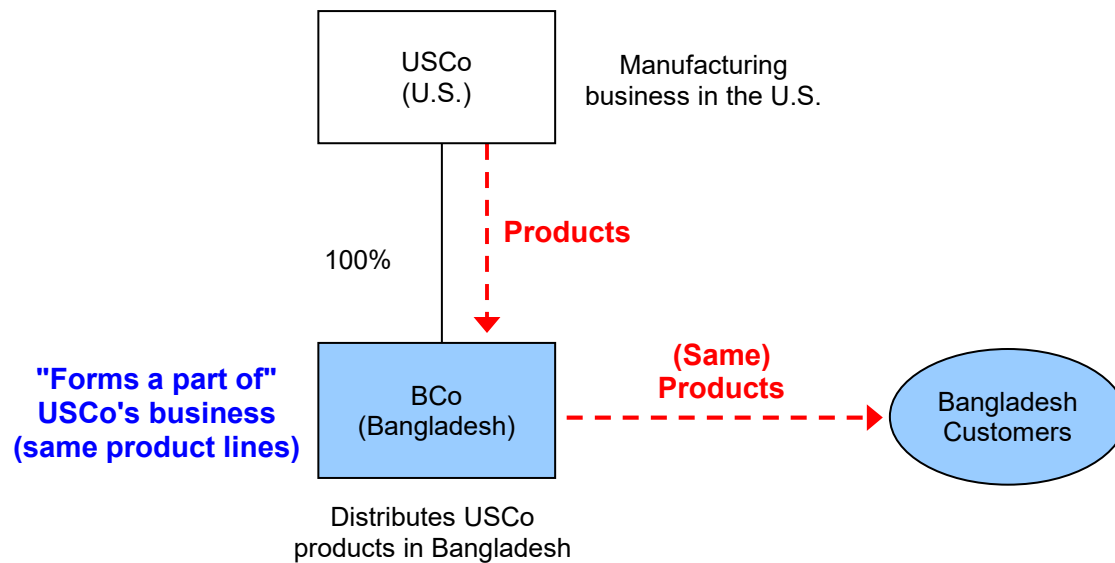 USCo
(U.S.)
Manufacturing
business in the U.S.
Products
100%
"Forms a part of"
USCo's business
(same product lines)
BCo
(Bangladesh)
(Same)
Products
Bangladesh
Customers
Distributes USCo
products in Bangladesh